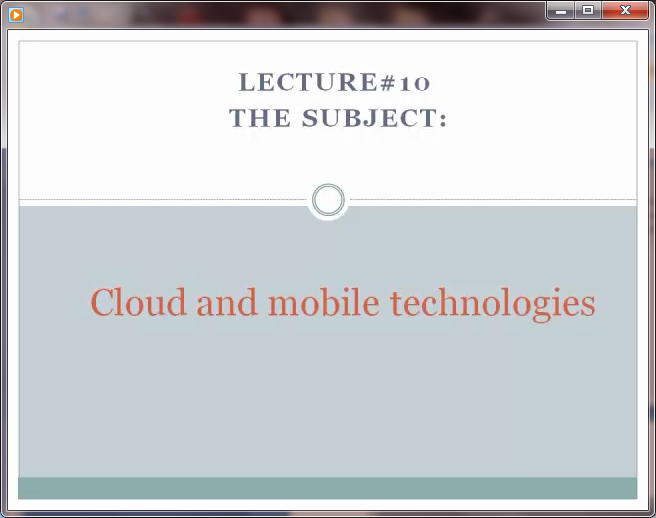 LECTURE#10
THE SUBJECT:
Cloud and mobile technologies